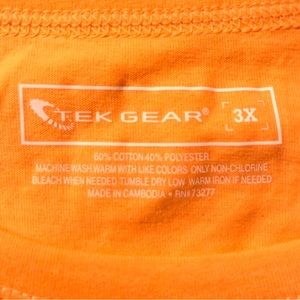 TEK GEAR® 3X
60% COTTON 40% POLYESTER
MACHINE WASH WARM WITH LIKE COLORS ONLY NON-CHLORINE
BLEACH WHEN NEEDED TUMBLE DRY LOW WARM IRON IF NEEDED
MADE IN CAMBODIA • RN# 73277